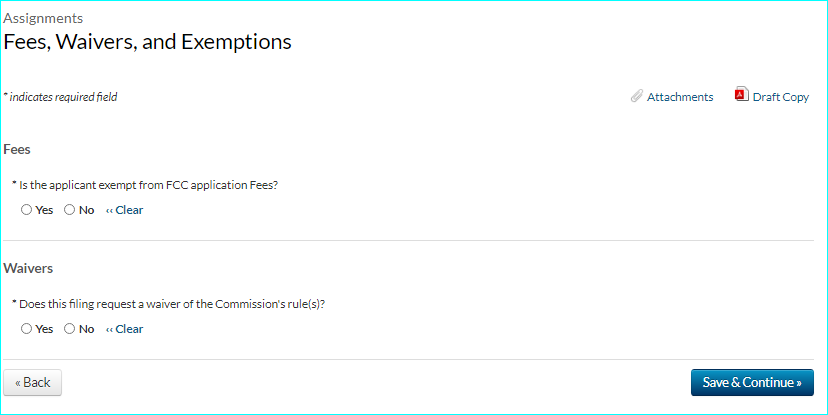 Assignments
Fees, Waivers, and Exemptions
* indicates required field
Attachments Draft Copy
Fees
* Is the applicant exempt from FCC application Fees?
Yes No ‹‹ Clear
Waivers
* Does this filing request a waiver of the Commission's rule(s)?
Yes No ‹‹ Clear
« Back Save & Continue »